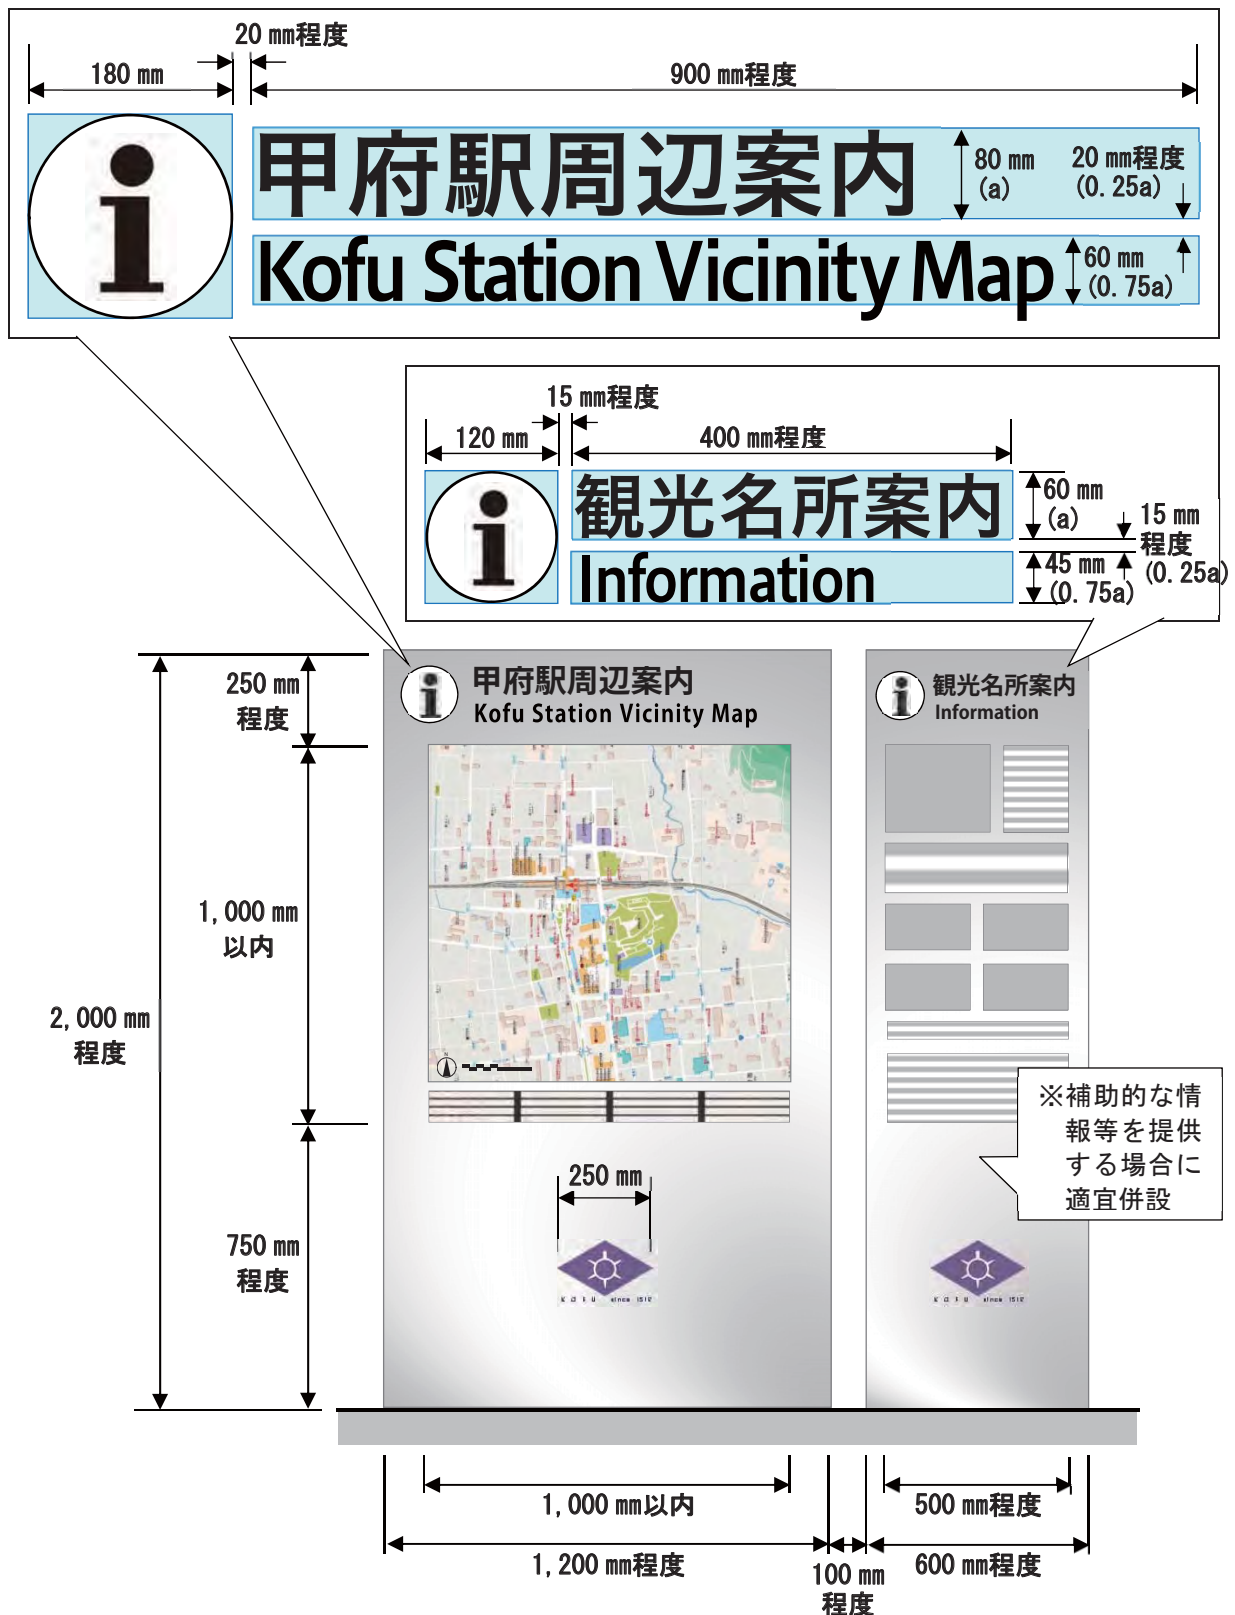 20 ㎜程度
180 ㎜
900 ㎜程度
甲府駅周辺案内
80 ㎜
(a)
20 ㎜程度
(0.25a)
Kofu Station Vicinity Map
60 ㎜
(0.75a)
15 ㎜程度
120 ㎜
400 ㎜程度
観光名所案内
60 ㎜
(a)
15 ㎜
程度
(0.25a)
Information
45 ㎜
(0.75a)
250 ㎜
程度
甲府駅周辺案内
Kofu Station Vicinity Map
観光名所案内
Information
1,000 ㎜
以内
2,000 ㎜
程度
N
※補助的な情
報等を提供
する場合に
適宜併設
250 ㎜
750 ㎜
程度
KOFU since 1512
KOFU since 1512
1,000 ㎜以内
500 ㎜程度
1,200 ㎜程度
100 ㎜
程度
600 ㎜程度